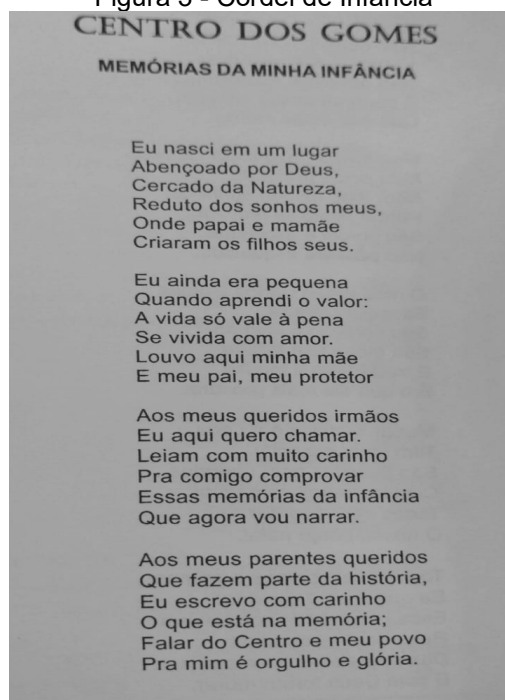 Figura 3 - Cordel de Infância
CENTRO DOS GOMES
MEMÓRIAS DA MINHA INFÂNCIA
Eu nasci em um lugar
Abençoado por Deus,
Cercado da Natureza,
Reduto dos sonhos meus,
Onde papai e mamãe
Criaram os filhos seus.
Eu ainda era pequena
Quando aprendi o valor:
A vida só vale à pena
Se vivida com amor.
Louvo aqui minha mãe
E meu pai, meu protetor
Aos meus queridos irmãos
Eu aqui quero chamar.
Leiam com muito carinho
Pra comigo comprovar
Essas memórias da infância
Que agora vou narrar.
Aos meus parentes queridos
Que fazem parte da história,
Eu escrevo com carinho
O que está na memória;
Falar do Centro e meu povo
Pra mim é orgulho e glória.